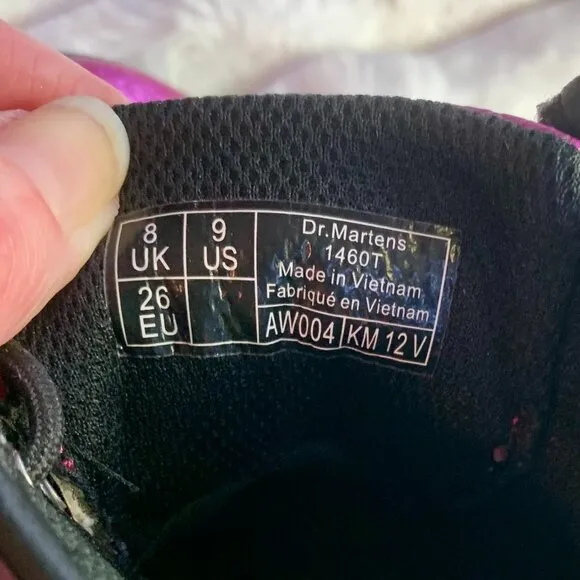 8
UK
9
US
26
EU
Dr.Martens
1460T
Made in Vietnam
Fabriqué en Vietnam
AW004
KM 12 V